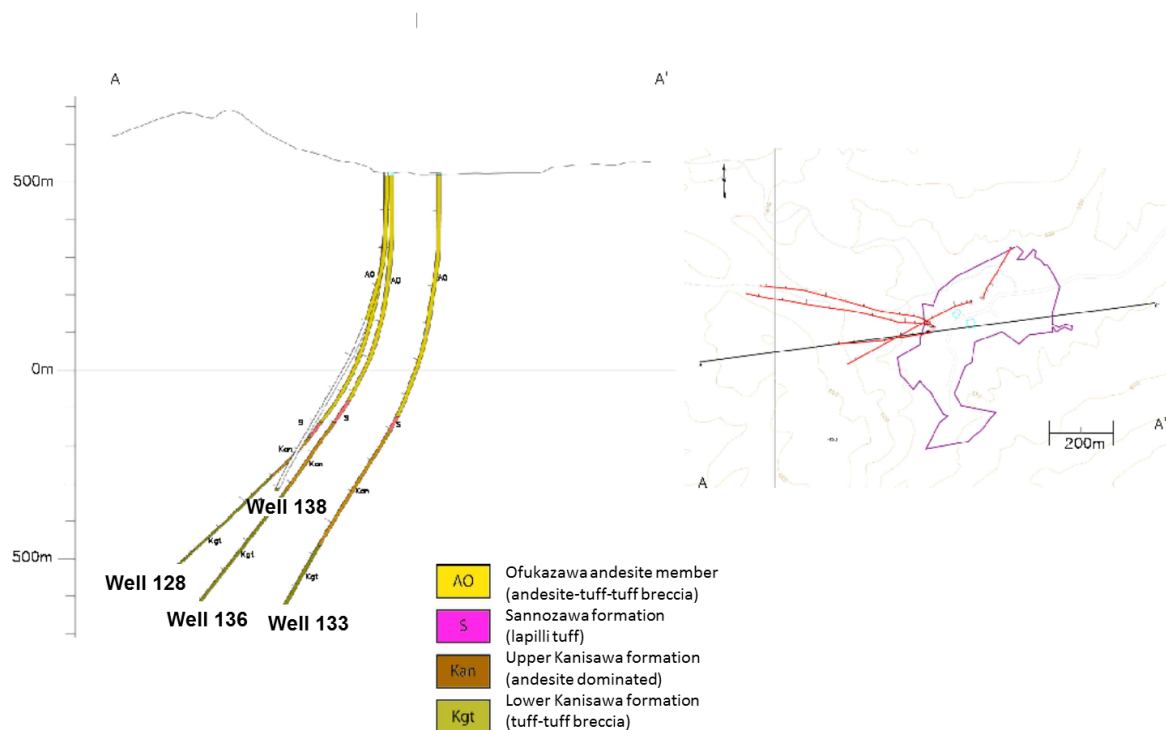 A
A'
500m
0m
500m
AO
AO
AO
S
S
S
Kan
Kan
Kan
Kgt
Kgt
Kgt
Well 138
Well 128
Well 136
Well 133
200m
A
A'
AO
Ofukazawa andesite member
(andesite-tuff-tuff breccia)
S
Sannozawa formation
(lapilli tuff)
Kan
Upper Kanisawa formation
(andesite dominated)
Kgt
Lower Kanisawa formation
(tuff-tuff breccia)